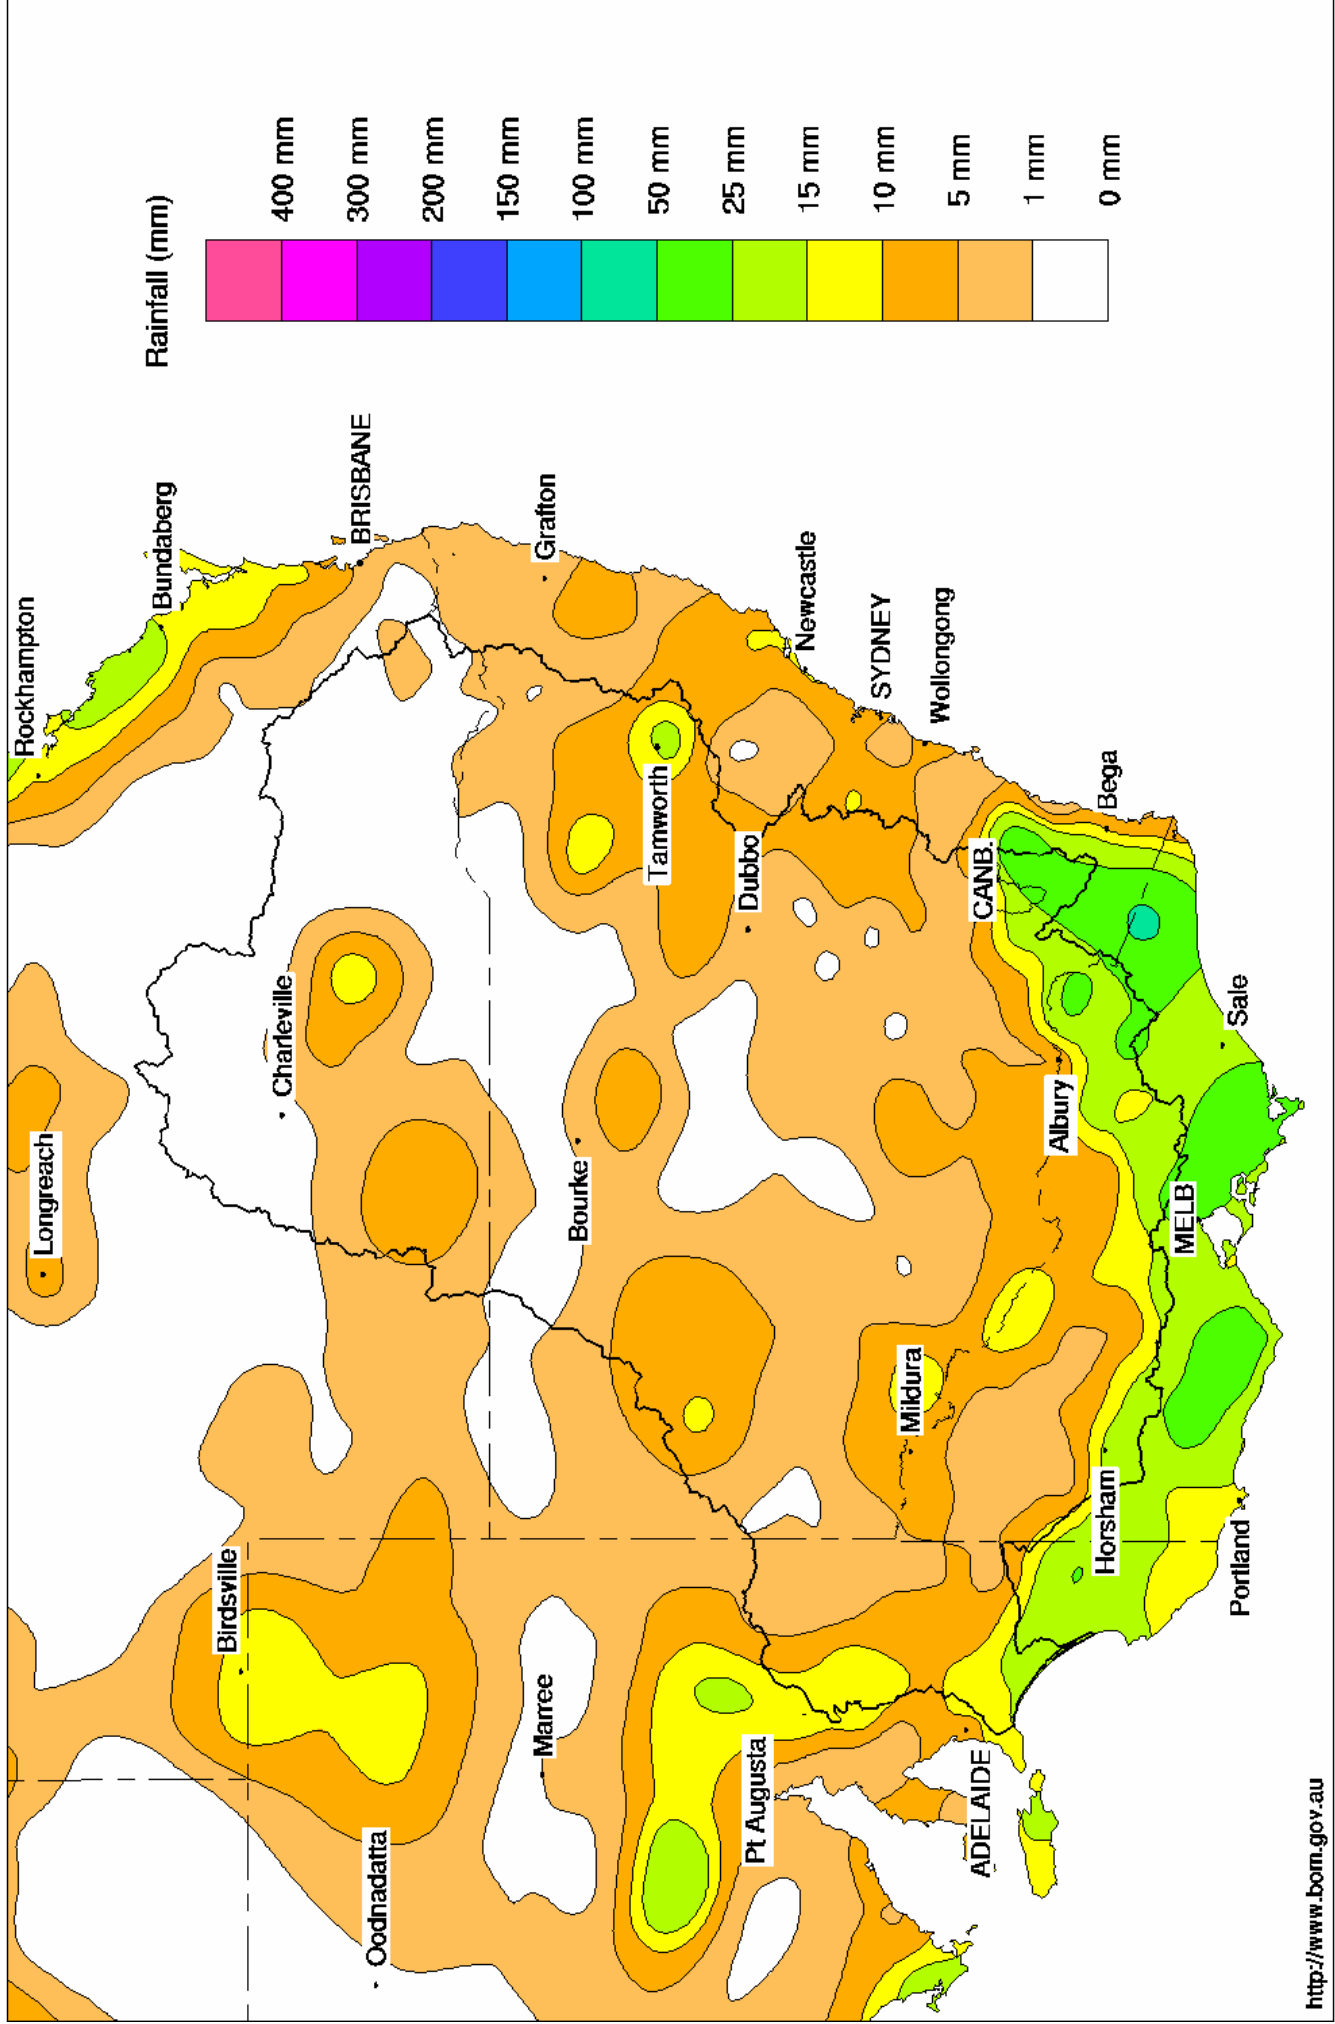 Rockhampton
Longreach
Bundaberg
Birdsville
Charleville
BRISBANE
Oodnadatta
Grafton
Marree
Bourke
Tamworth
Dubbo
Pt Augusta
Newcastle
SYDNEY
Mildura
Wollongong
CANB.
ADELAIDE
Albury
Bega
Horsham
MELB
Sale
Portland
Rainfall (mm)
400 mm
300 mm
200 mm
150 mm
100 mm
50 mm
25 mm
15 mm
10 mm
5 mm
1 mm
0 mm
http://www.bom.gov.au